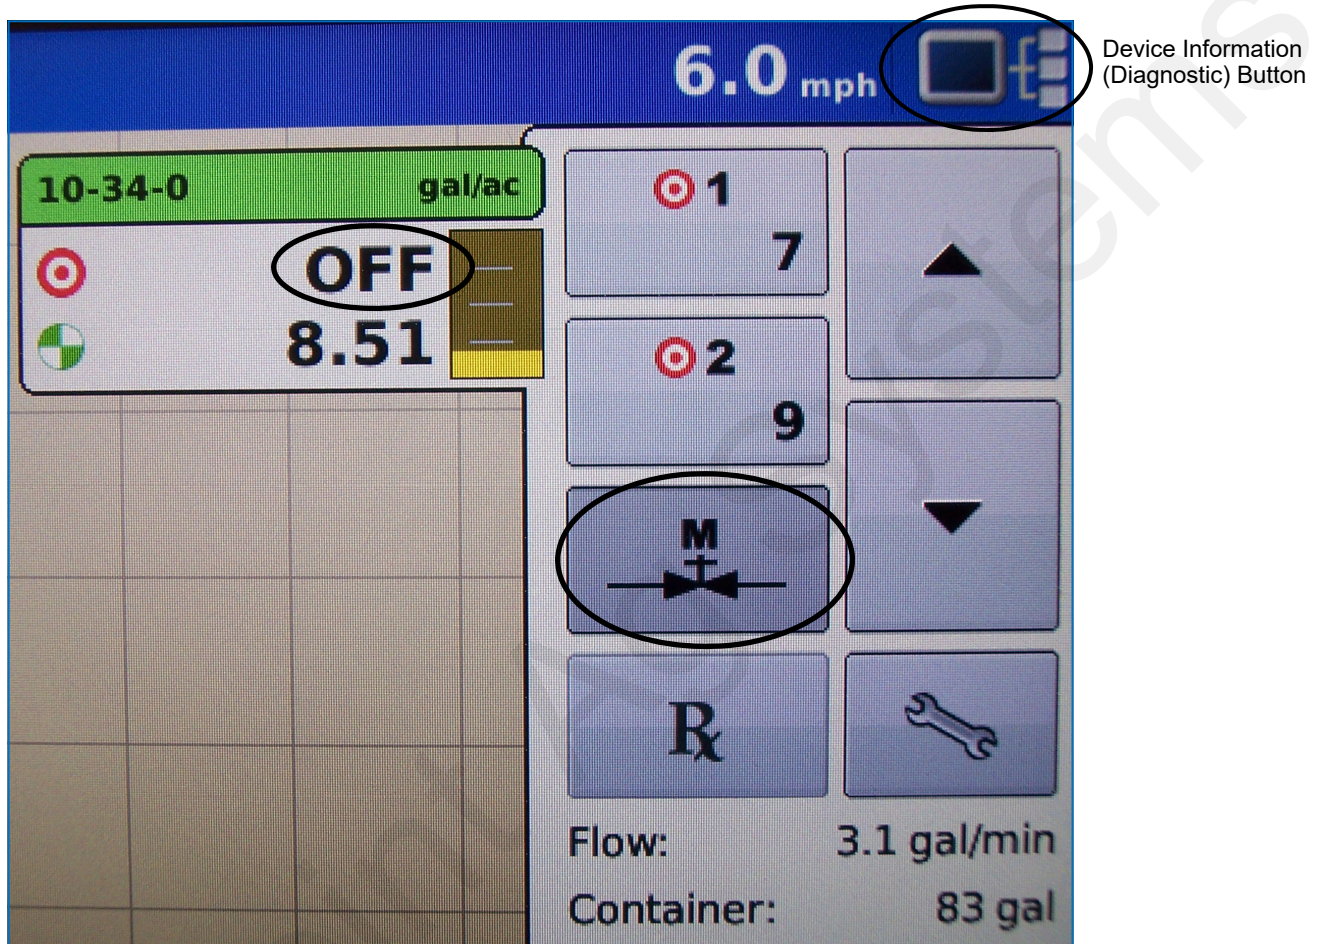 6.0 mph
Device Information
(Diagnostic) Button
10-34-0 gal/ac
OFF
8.51
1
7
2
9
M
Rx
Flow: 3.1 gal/min
Container: 83 gal